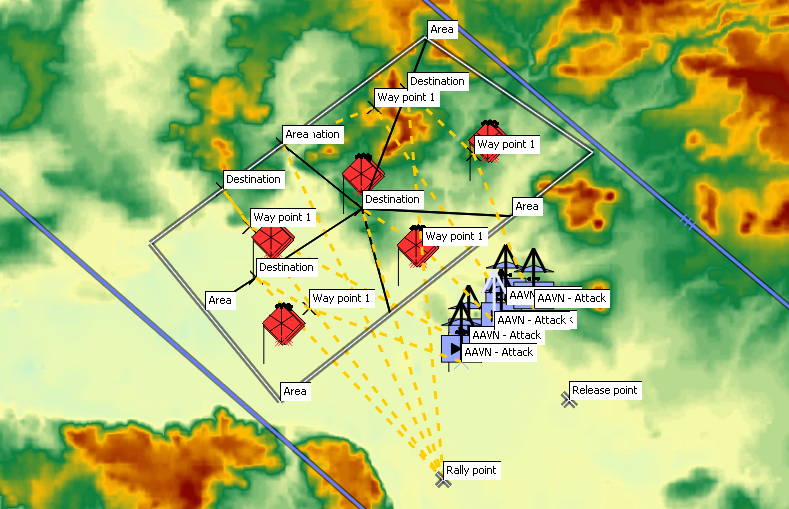 Area
Destination
Way point 1
Area
nation
Way point 1
Destination
Destination
Area
Way point 1
Way point 1
Destination
Area
Way point 1
AAVN
AAVN - Attack
AAVN - Attack
AAVN - Attack
AAVN - Attack
Area
Release point
Rally point